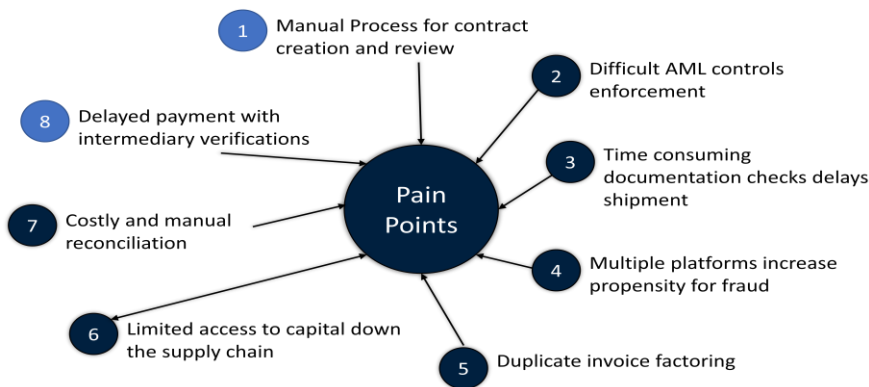 1
Manual Process for contract
creation and review
2
Difficult AML controls
enforcement
3
Time consuming
documentation checks delays
shipment
4
Multiple platforms increase
propensity for fraud
5
Duplicate invoice factoring
6
Limited access to capital down
the supply chain
7
Costly and manual
reconciliation
8
Delayed payment with
intermediary verifications
Pain
Points